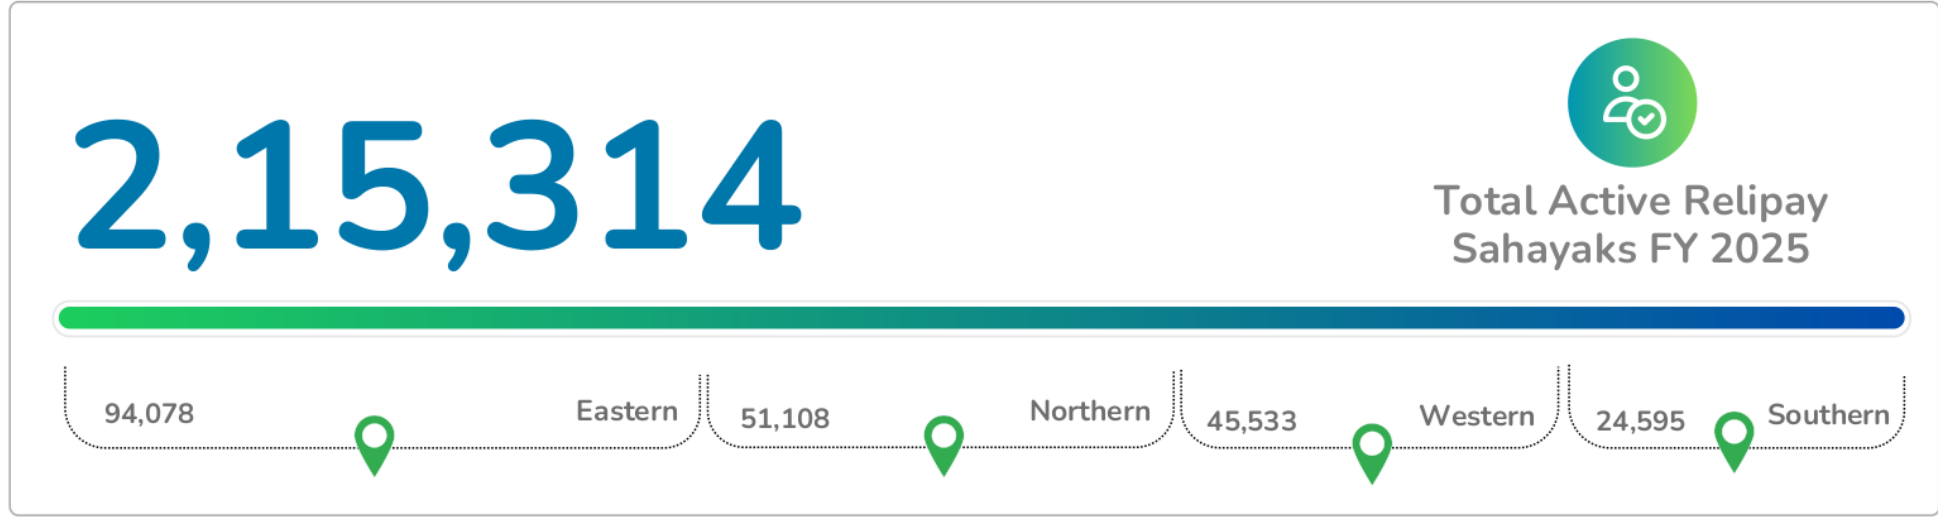 2,15,314
Total Active Relipay
Sahayaks FY 2025
94,078
Eastern
51,108
Northern
45,533
Western
24,595
Southern